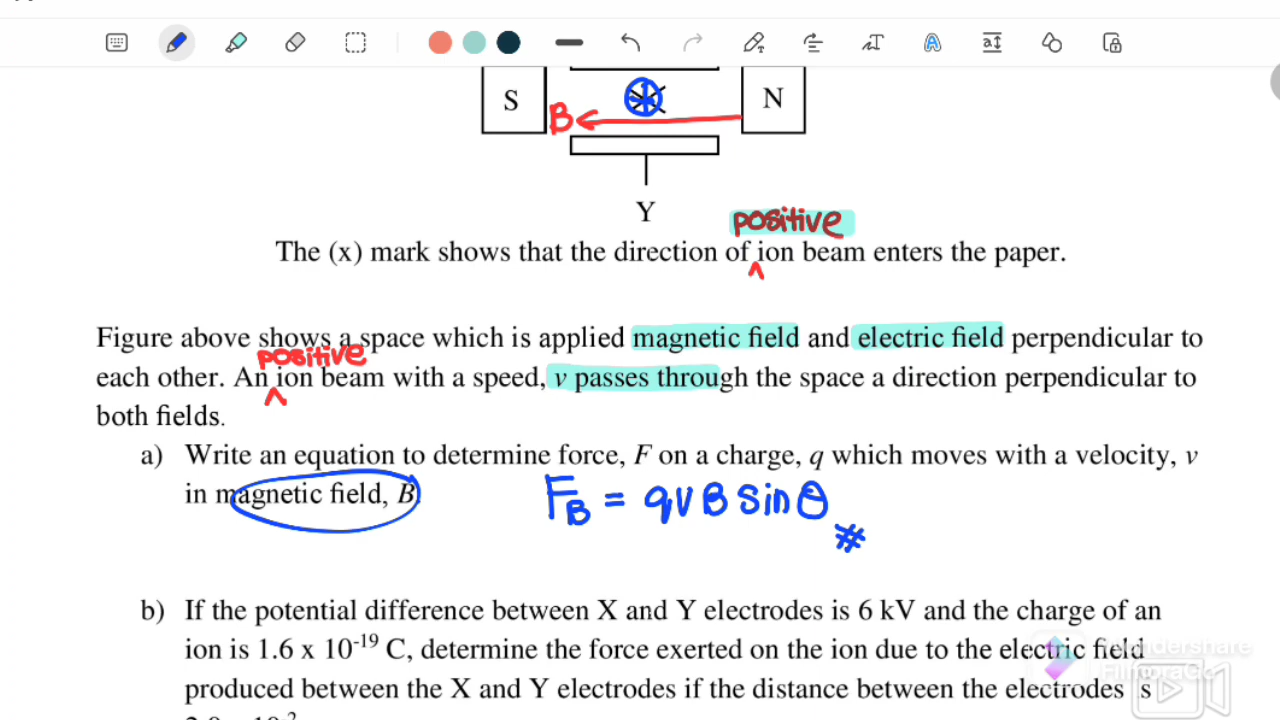 S
N
B
Y
positive
The (x) mark shows that the direction of ion beam enters the paper.
Figure above shows a space which is applied magnetic field and electric field perpendicular to
positive
each other. An ion beam with a speed, v passes through the space a direction perpendicular to
both fields.
a) Write an equation to determine force, F on a charge, q which moves with a velocity, v
in magnetic field, B
F_B = qvB sin θ
b) If the potential difference between X and Y electrodes is 6 kV and the charge of an
ion is 1.6 x 10⁻¹⁹ C, determine the force exerted on the ion due to the electric field
produced between the X and Y electrodes if the distance between the electrodes is
Wondershare
FilmoraGo